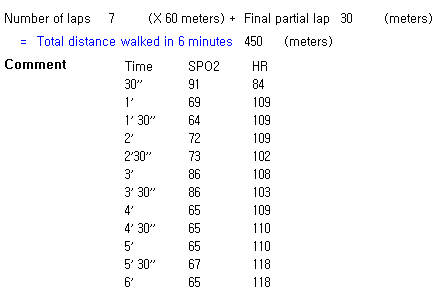 Number of laps 7 (X 60 meters) + Final partial lap 30 (meters)
= Total distance walked in 6 minutes 450 (meters)
Comment
Time SPO2 HR
30" 91 84
1' 69 109
1' 30" 64 109
2' 72 109
2'30" 73 102
3' 86 108
3' 30" 86 103
4' 65 109
4' 30" 65 110
5' 65 110
5' 30" 67 118
6' 65 118